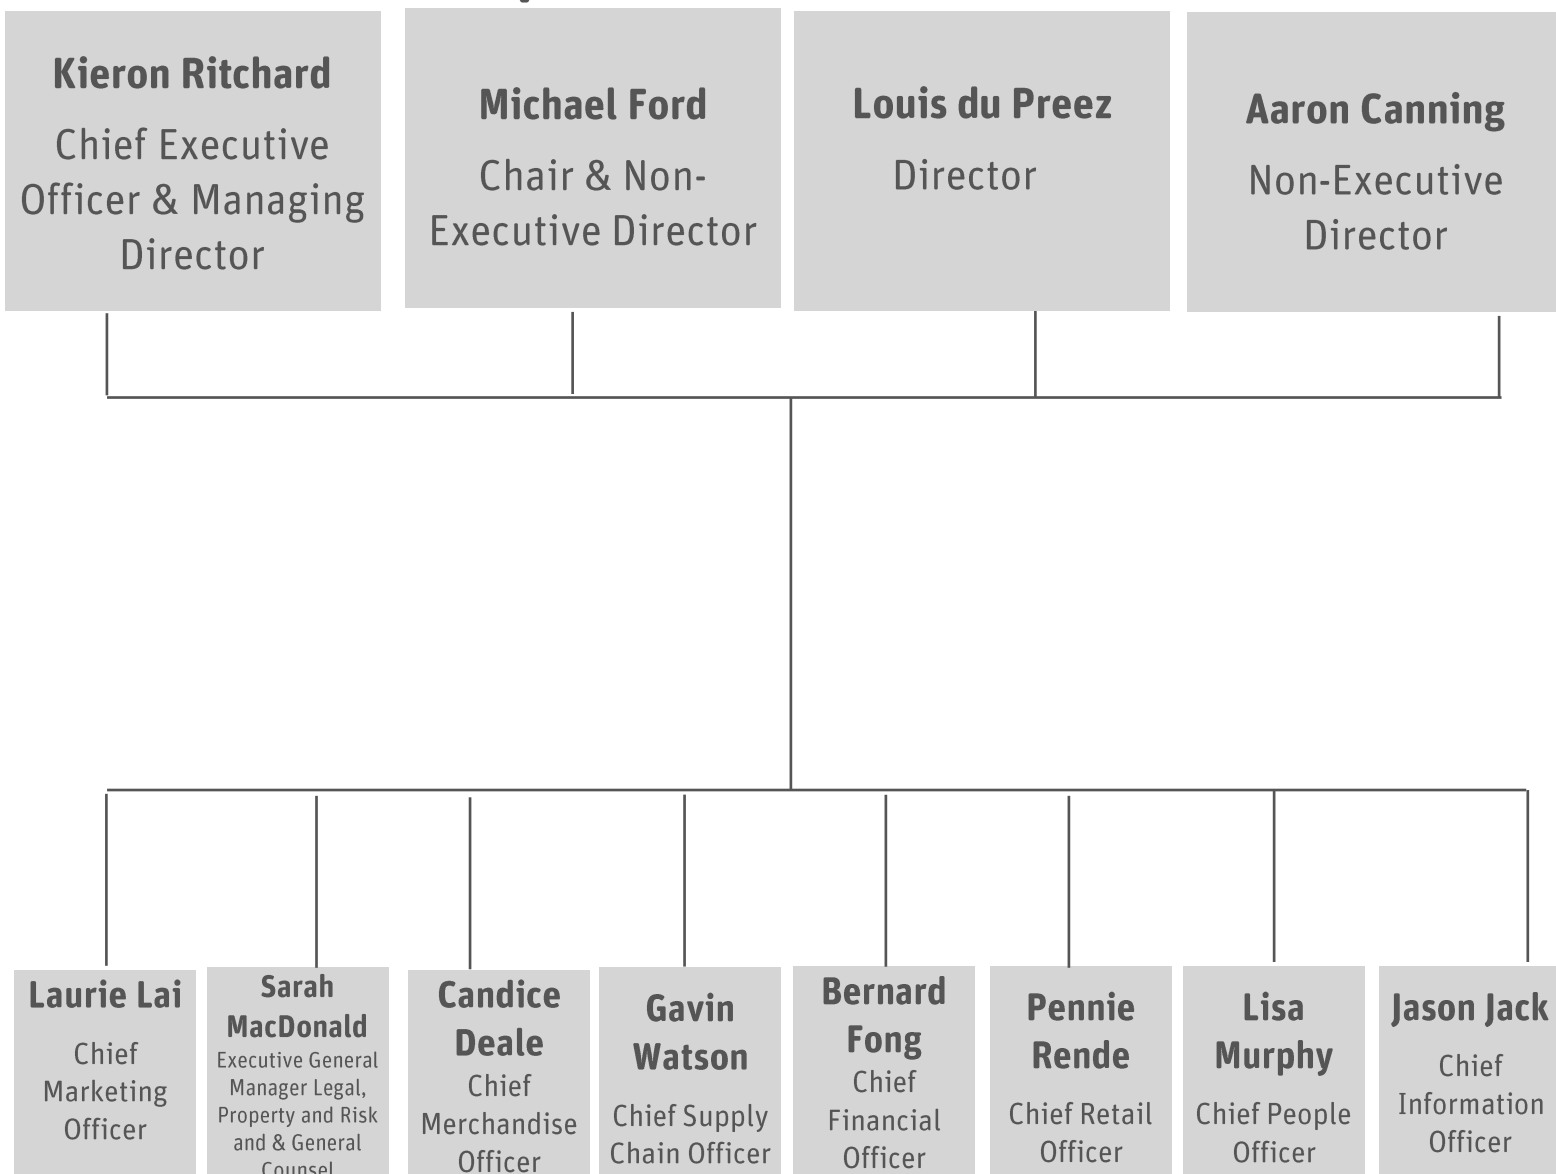 Kieron Ritchard
Chief Executive
Officer & Managing
Director
Michael Ford
Chair & Non-
Executive Director
Louis du Preez
Director
Aaron Canning
Non-Executive
Director
Laurie Lai
Chief
Marketing
Officer
Sarah
MacDonald
Executive General
Manager Legal,
Property and Risk
and & General
Counsel
Candice
Deale
Chief
Merchandise
Officer
Gavin
Watson
Chief Supply
Chain Officer
Bernard
Fong
Chief
Financial
Officer
Pennie
Rende
Chief Retail
Officer
Lisa
Murphy
Chief People
Officer
Jason Jack
Chief
Information
Officer